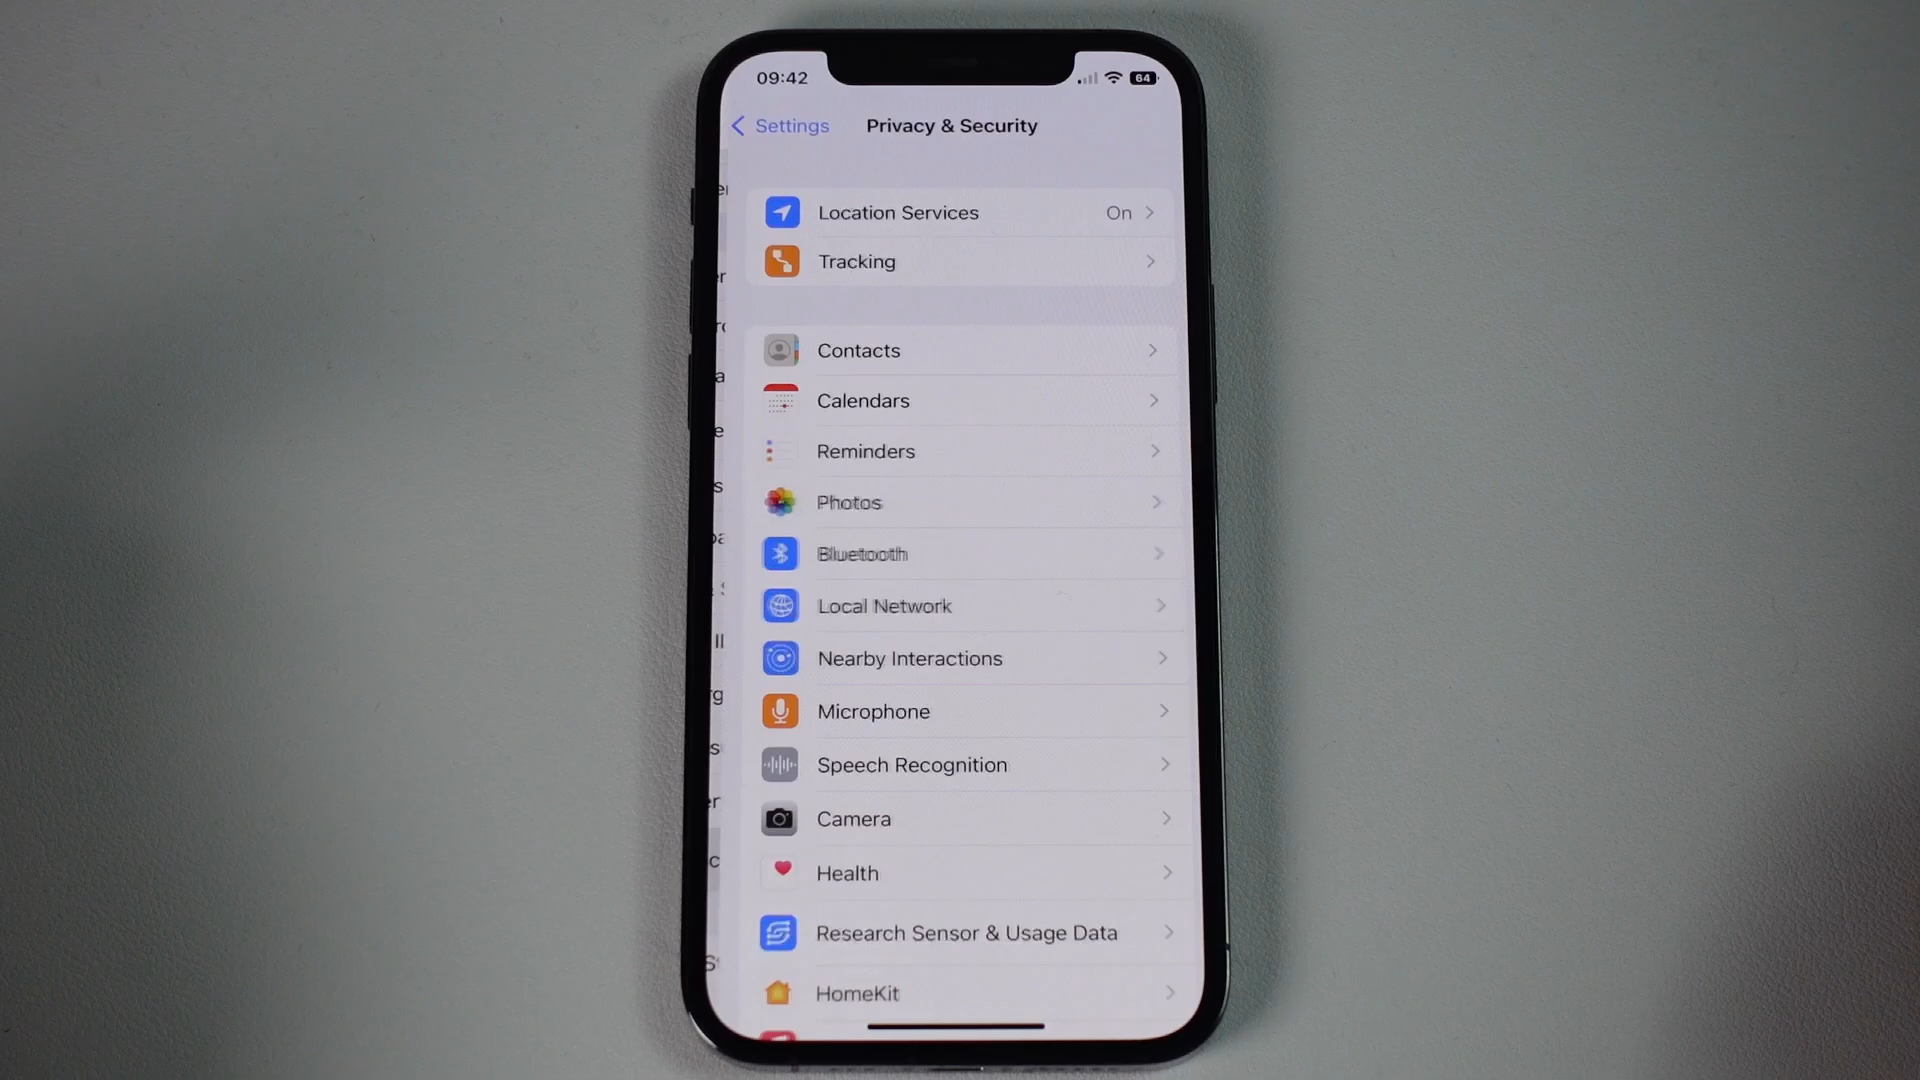 09:42
64
Settings
Privacy & Security
Location Services On
Tracking
Contacts
Calendars
Reminders
Photos
Bluetooth
Local Network
Nearby Interactions
Microphone
Speech Recognition
Camera
Health
Research Sensor & Usage Data
HomeKit